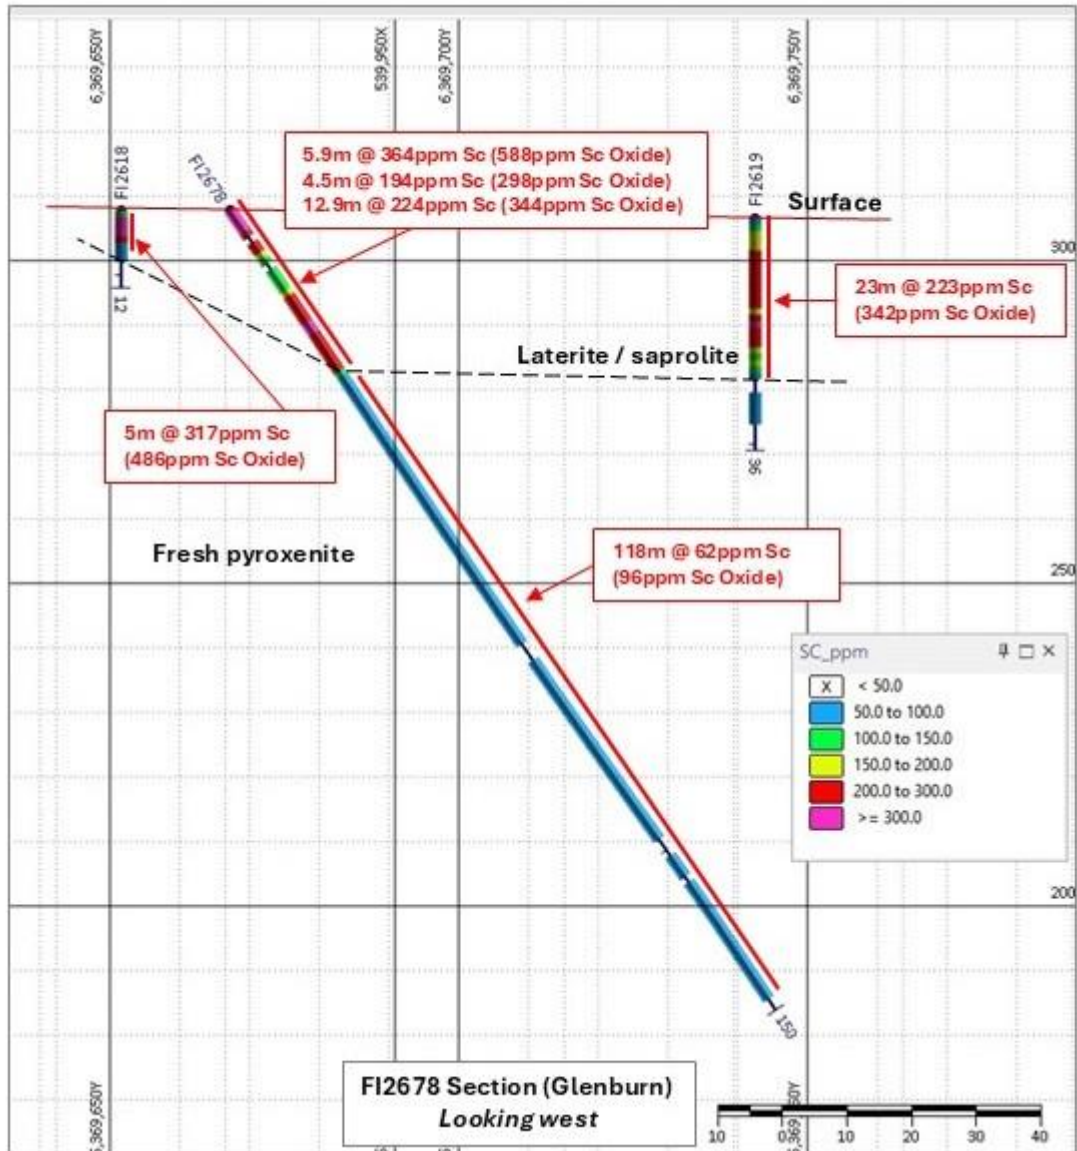 6,369,650Y
539,950X
6,369,700Y
6,369,750Y
FI2618
FI2678
5.9m @ 364ppm Sc (588ppm Sc Oxide)
4.5m @ 194ppm Sc (298ppm Sc Oxide)
12.9m @ 224ppm Sc (344ppm Sc Oxide)
FI2619
Surface
300
23m @ 223ppm Sc
(342ppm Sc Oxide)
12
Laterite / saprolite
5m @ 317ppm Sc
(486ppm Sc Oxide)
96
Fresh pyroxenite
118m @ 62ppm Sc
(96ppm Sc Oxide)
250
SC_ppm
X < 50.0
50.0 to 100.0
100.0 to 150.0
150.0 to 200.0
200.0 to 300.0
>= 300.0
200
150
FI2678 Section (Glenburn)
Looking west
10 0 10 20 30 40